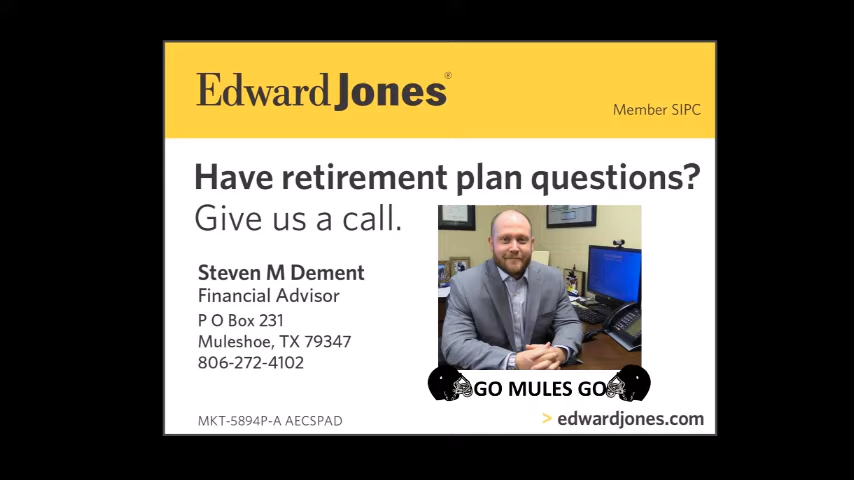 Edward Jones®
Member SIPC
Have retirement plan questions?
Give us a call.
Steven M Dement
Financial Advisor
P O Box 231
Muleshoe, TX 79347
806-272-4102
GO MULES GO
MKT-5894P-A AECSPAD
> edwardjones.com